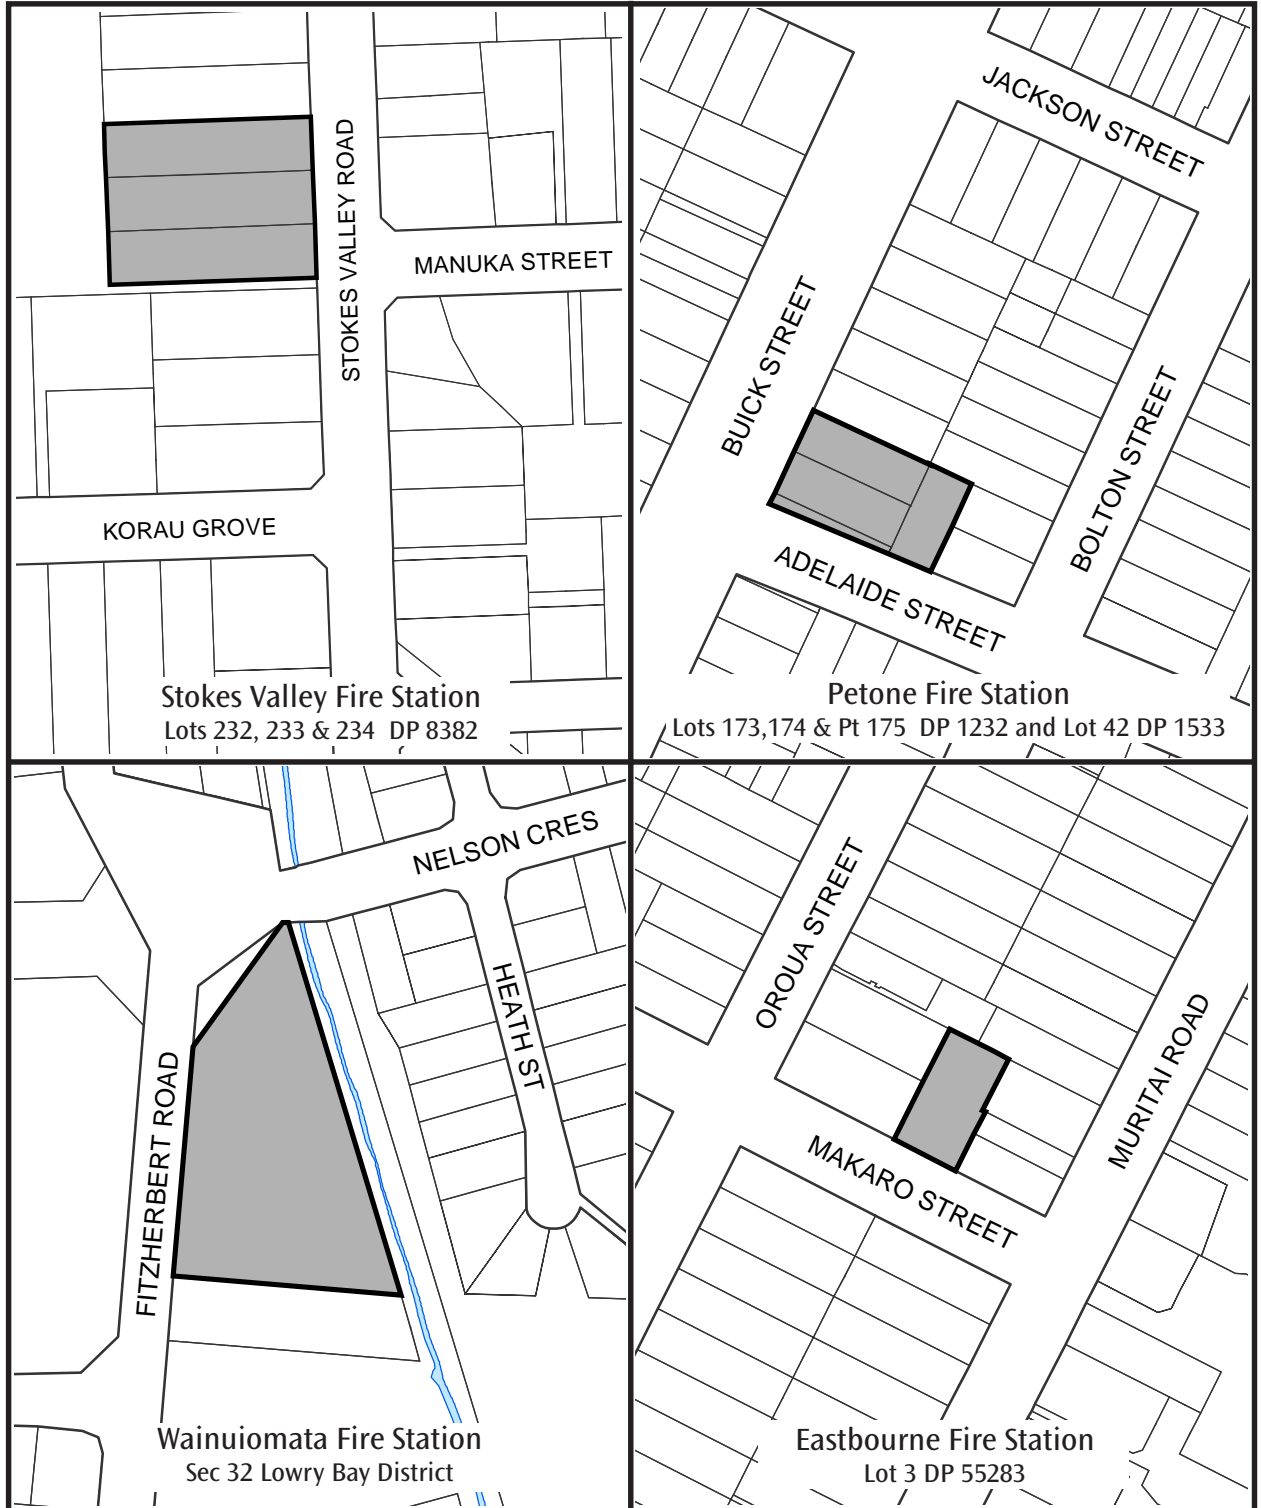 STOKES VALLEY ROAD
MANUKA STREET
KORAU GROVE
Stokes Valley Fire Station
Lots 232, 233 & 234  DP 8382
JACKSON STREET
BUICK STREET
BOLTON STREET
ADELAIDE STREET
Petone Fire Station
Lots 173,174 & Pt 175  DP 1232 and Lot 42 DP 1533
NELSON CRES
HEATH ST
FITZHERBERT ROAD
Wainuiomata Fire Station
Sec 32 Lowry Bay District
OROUA STREET
MURITAI ROAD
MAKARO STREET
Eastbourne Fire Station
Lot 3 DP 55283